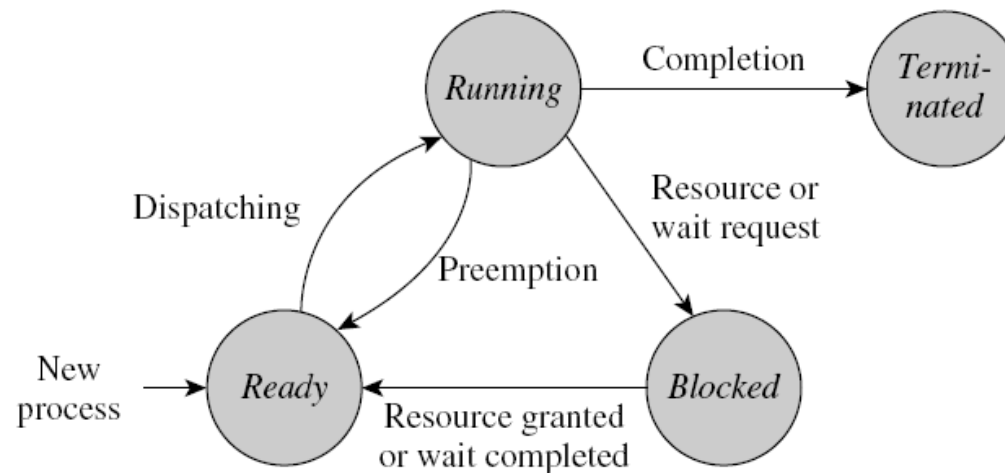 Completion
Running
Termi-
nated
Resource or
wait request
Dispatching
Preemption
New
process
Ready
Blocked
Resource granted
or wait completed